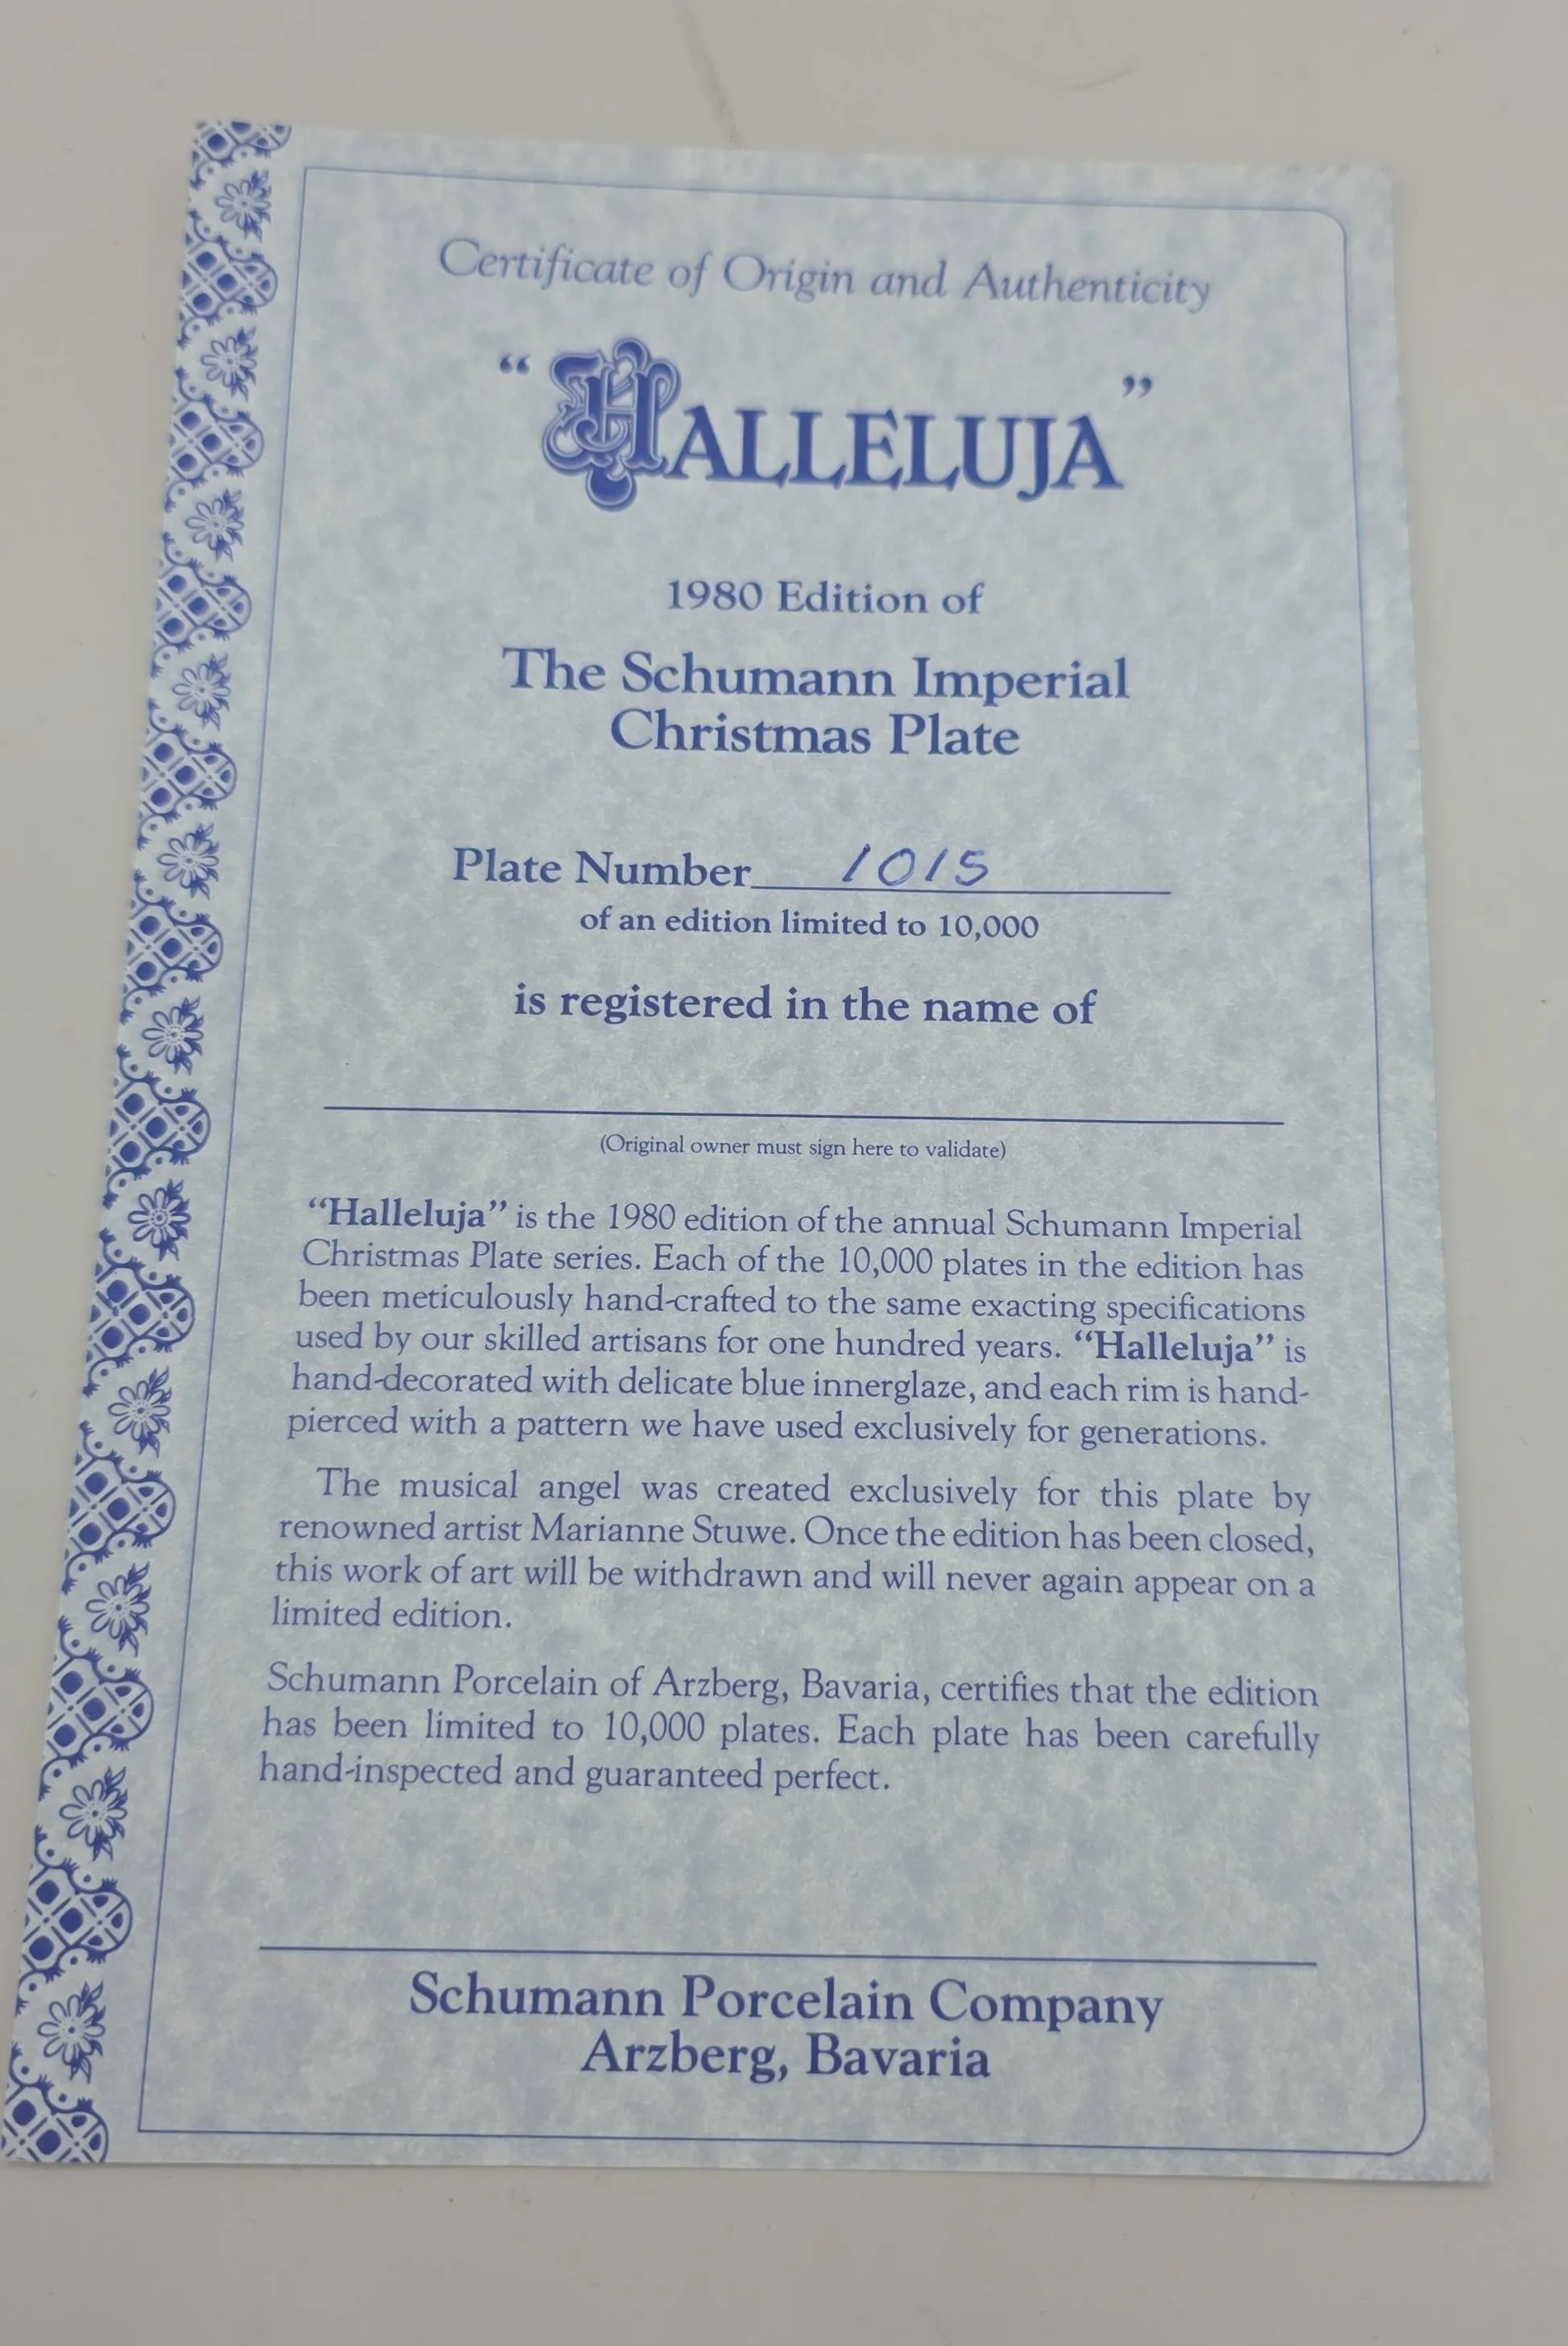 Certificate of Origin and Authenticity
“HALLELUJA”
1980 Edition of
The Schumann Imperial
Christmas Plate
Plate Number 1015
of an edition limited to 10,000
is registered in the name of
(Original owner must sign here to validate)
“Halleluja” is the 1980 edition of the annual Schumann Imperial
Christmas Plate series. Each of the 10,000 plates in the edition has
been meticulously hand-crafted to the same exacting specifications
used by our skilled artisans for one hundred years. “Halleluja” is
hand-decorated with delicate blue innerglaze, and each rim is hand-
pierced with a pattern we have used exclusively for generations.
The musical angel was created exclusively for this plate by
renowned artist Marianne Stuwe. Once the edition has been closed,
this work of art will be withdrawn and will never again appear on a
limited edition.
Schumann Porcelain of Arzberg, Bavaria, certifies that the edition
has been limited to 10,000 plates. Each plate has been carefully
hand-inspected and guaranteed perfect.
Schumann Porcelain Company
Arzberg, Bavaria